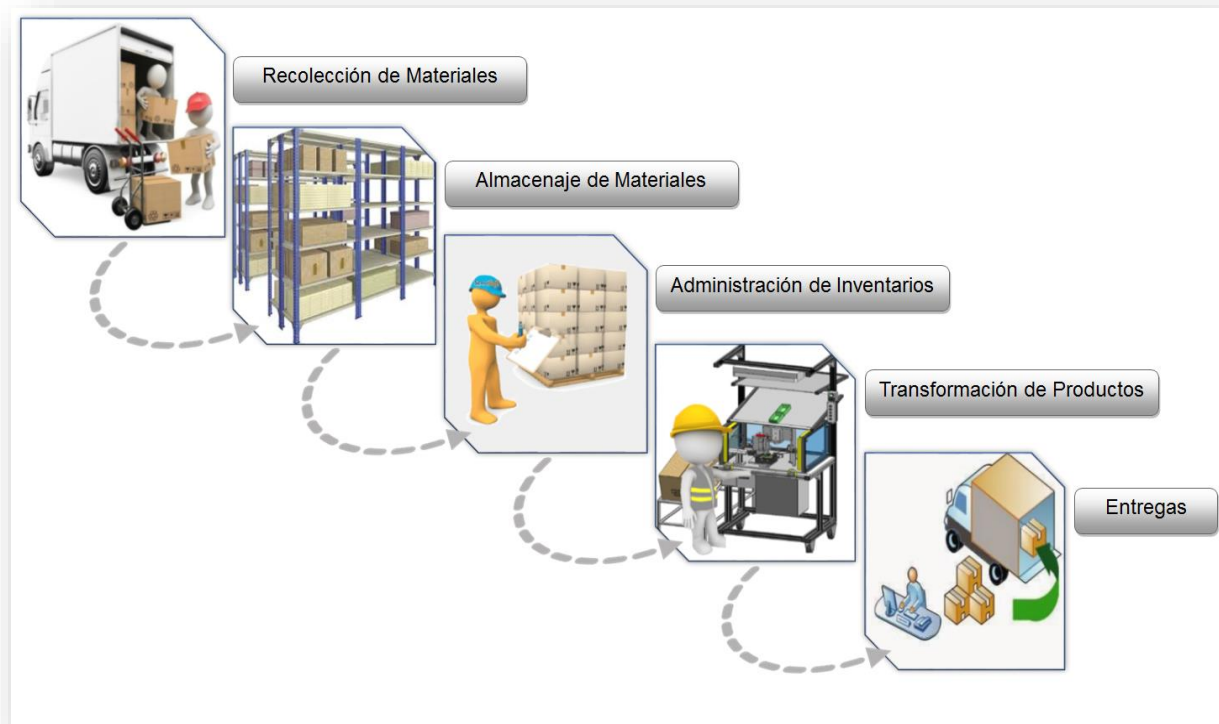 Recolección de Materiales
Almacenaje de Materiales
Administración de Inventarios
Transformación de Productos
Entregas